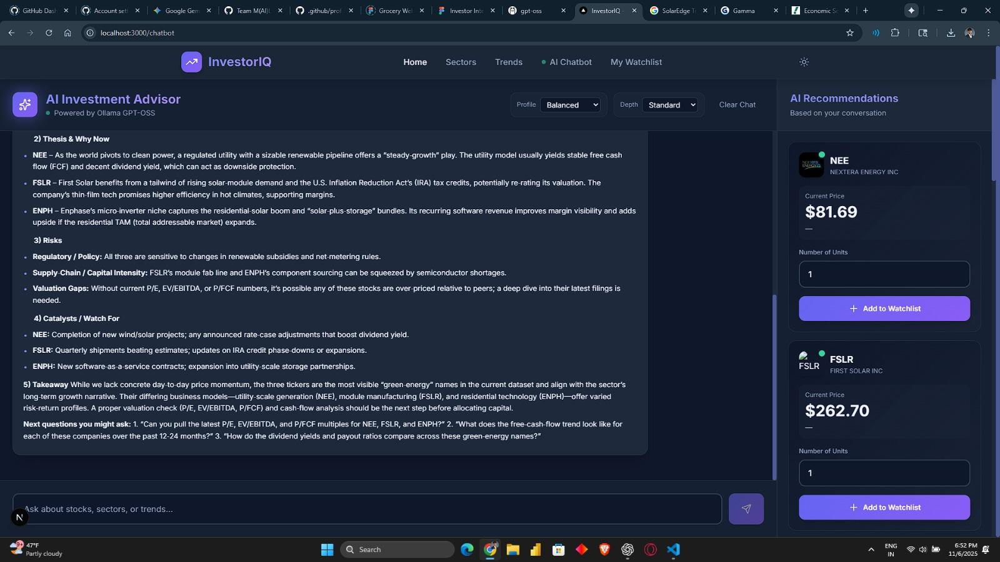 GitHub Das
Account sett
Google Gem
Team M(AI)L
.github/prof
Grocery Wel
Investor Inte
gpt-oss
InvestorIQ -
SolarEdge T
Gamma
Economic Sc
localhost:3000/chatbot
InvestorIQ
Home
Sectors
Trends
AI Chatbot
My Watchlist
AI Investment Advisor
Powered by Ollama GPT-OSS
Profile
Balanced
Depth
Standard
Clear Chat
2) Thesis & Why Now
NEE – As the world pivots to clean power, a regulated utility with a sizable renewable pipeline offers a “steady-growth” play. The utility model usually yields stable free cash
flow (FCF) and decent dividend yield, which can act as downside protection.
FSLR – First Solar benefits from a tailwind of rising solar-module demand and the U.S. Inflation Reduction Act’s (IRA) tax credits, potentially re-rating its valuation. The
company’s thin-film tech promises higher efficiency in hot climates, supporting margins.
ENPH – Enphase’s micro-inverter niche captures the residential-solar boom and “solar-plus-storage” bundles. Its recurring software revenue improves margin visibility and adds
upside if the residential TAM (total addressable market) expands.
3) Risks
Regulatory / Policy: All three are sensitive to changes in renewable subsidies and net-metering rules.
Supply-Chain / Capital Intensity: FSLR’s module fab line and ENPH’s component sourcing can be squeezed by semiconductor shortages.
Valuation Gaps: Without current P/E, EV/EBITDA, or P/FCF numbers, it’s possible any of these stocks are over-priced relative to peers; a deep dive into their latest filings is
needed.
4) Catalysts / Watch For
NEE: Completion of new wind/solar projects; any announced rate-case adjustments that boost dividend yield.
FSLR: Quarterly shipments beating estimates; updates on IRA credit phase-downs or expansions.
ENPH: New software-as-a-service contracts; expansion into utility-scale storage partnerships.
5) Takeaway While we lack concrete day-to-day price momentum, the three tickers are the most visible “green-energy” names in the current dataset and align with the sector’s
long-term growth narrative. Their differing business models—utility-scale generation (NEE), module manufacturing (FSLR), and residential technology (ENPH)—offer varied
risk-return profiles. A proper valuation check (P/E, EV/EBITDA, P/FCF) and cash-flow analysis should be the next step before allocating capital.
Next questions you might ask: 1. “Can you pull the latest P/E, EV/EBITDA, and P/FCF multiples for NEE, FSLR, and ENPH?” 2. “What does the free-cash-flow trend look like for
each of these companies over the past 12-24 months?” 3. “How do the dividend yields and payout ratios compare across these green-energy names?”
Ask about stocks, sectors, or trends...
N
AI Recommendations
Based on your conversation
NEXTERA ENERGY
NEE
NEXTERA ENERGY INC
Current Price
$81.69
—
Number of Units
1
+ Add to Watchlist
FSLR
FSLR
FIRST SOLAR INC
Current Price
$262.70
—
Number of Units
1
+ Add to Watchlist
9+
47°F
Partly cloudy
Search
ENG
IN
6:52 PM
11/6/2025